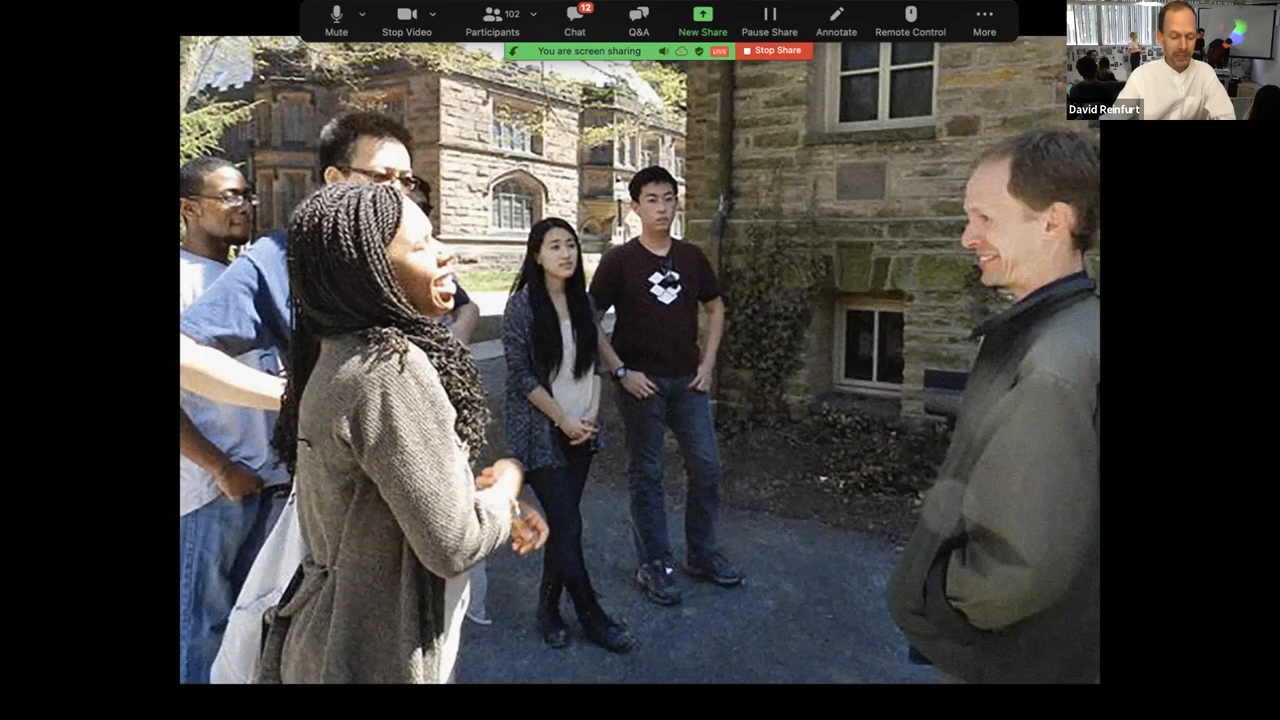 102
12
Mute
Stop Video
Participants
Chat
Q&A
New Share
Pause Share
Annotate
Remote Control
More
You are screen sharing
LIVE
Stop Share
David Reinfurt